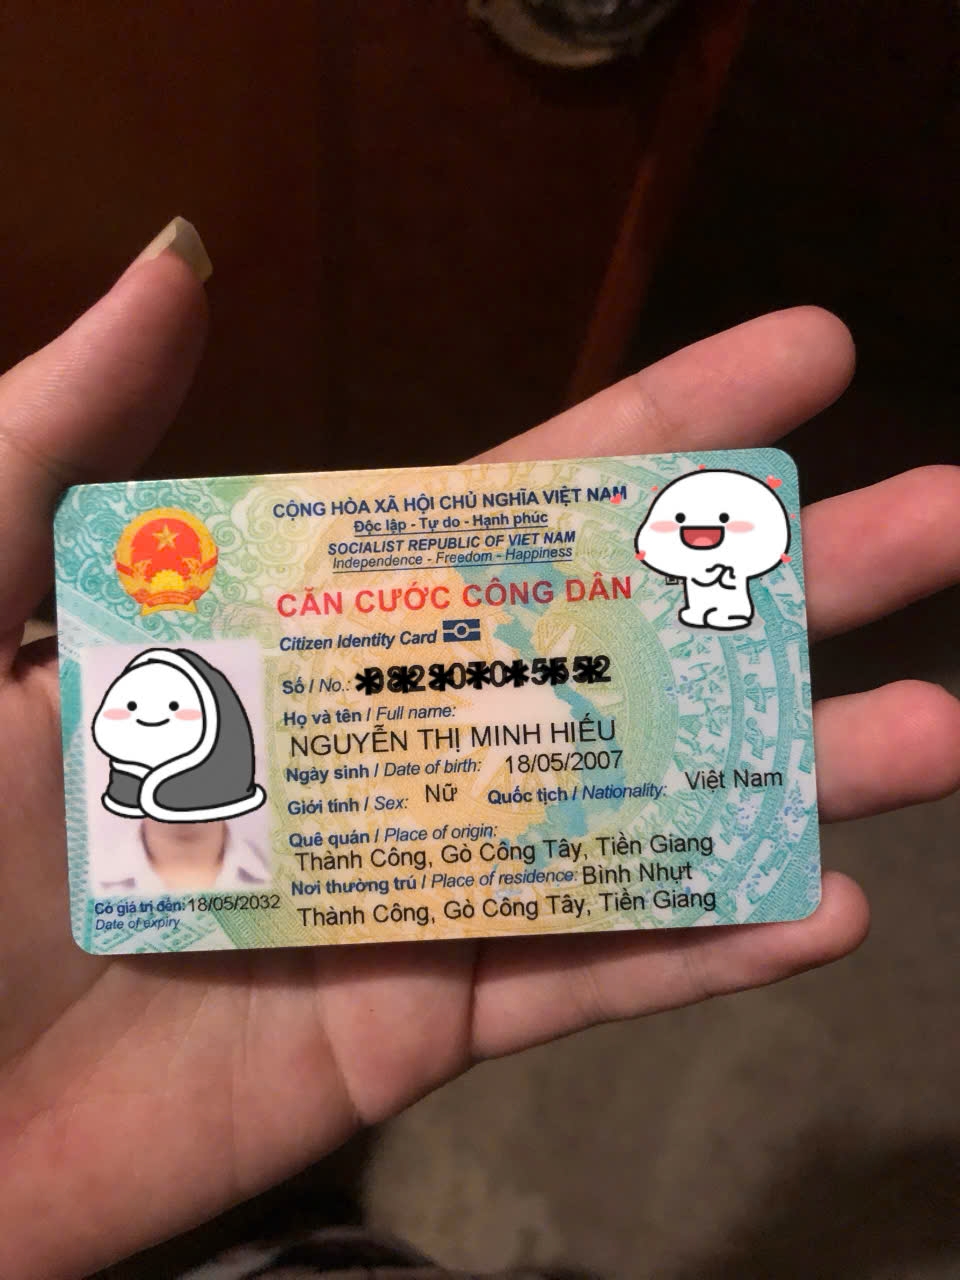 CỘNG HÒA XÃ HỘI CHỦ NGHĨA VIỆT NAM
Độc lập - Tự do - Hạnh phúc
SOCIALIST REPUBLIC OF VIET NAM
Independence - Freedom - Happiness
CĂN CƯỚC CÔNG DÂN
Citizen Identity Card
Số / No.:
Họ và tên / Full name:
NGUYỄN THỊ MINH HIẾU
Ngày sinh / Date of birth: 18/05/2007
Giới tính / Sex: Nữ Quốc tịch / Nationality: Việt Nam
Quê quán / Place of origin:
Thành Công, Gò Công Tây, Tiền Giang
Nơi thường trú / Place of residence: Bình Nhựt
Thành Công, Gò Công Tây, Tiền Giang
Có giá trị đến: 18/05/2032
Date of expiry